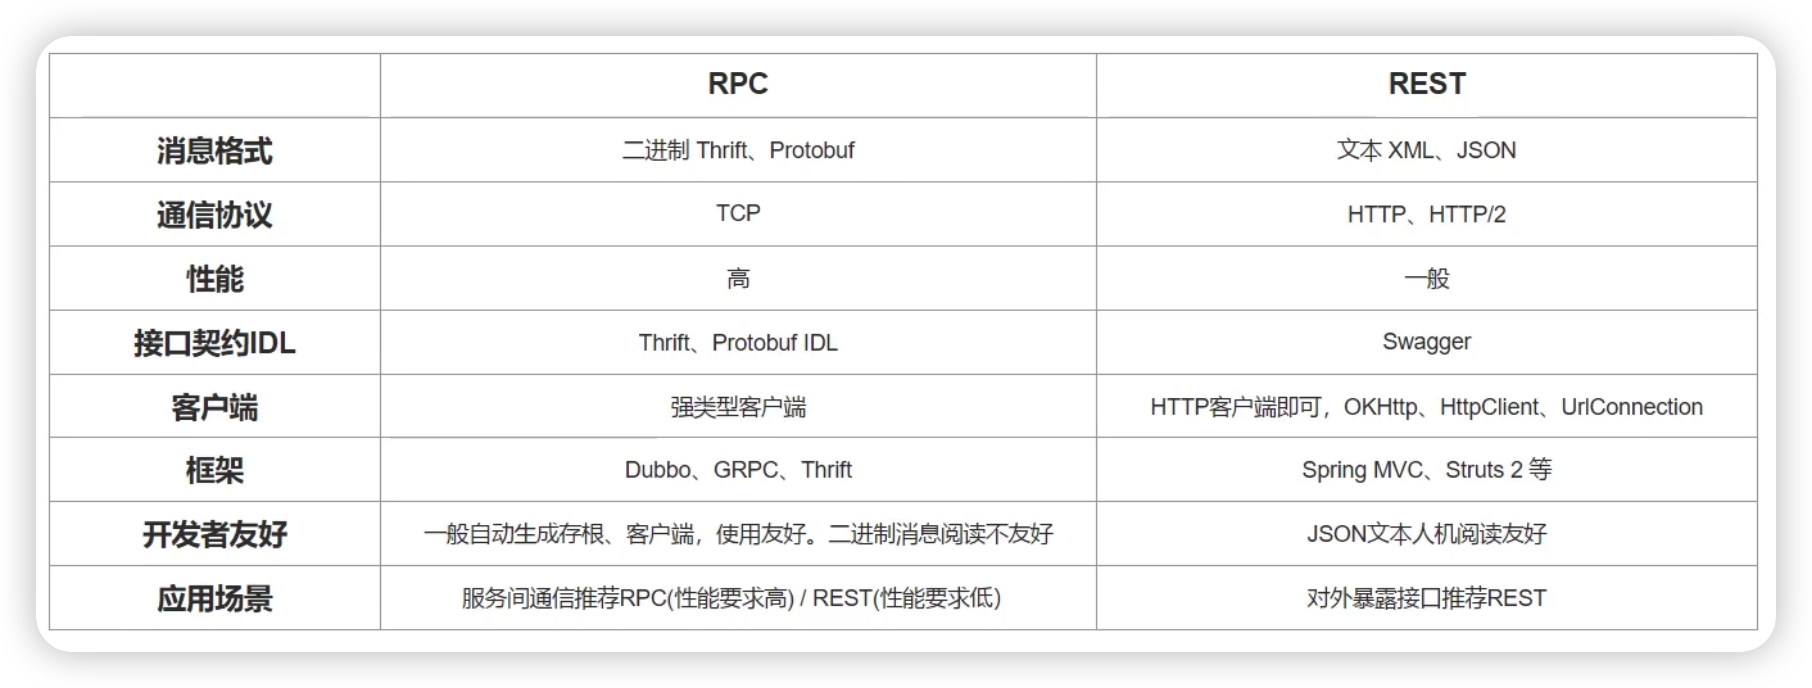 RPC REST
消息格式 二进制 Thrift、Protobuf 文本 XML、JSON
通信协议 TCP HTTP、HTTP/2
性能 高 一般
接口契约IDL Thrift、Protobuf IDL Swagger
客户端 强类型客户端 HTTP客户端即可，OKHttp、HttpClient、UrlConnection
框架 Dubbo、GRPC、Thrift Spring MVC、Struts 2 等
开发者友好 一般自动生成存根、客户端，使用友好。二进制消息阅读不友好 JSON文本人机阅读友好
应用场景 服务间通信推荐RPC(性能要求高) / REST(性能要求低) 对外暴露接口推荐REST